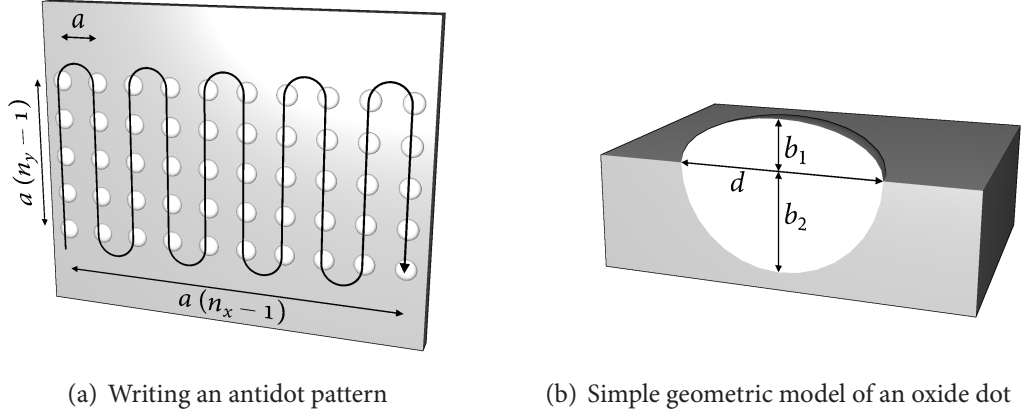 a
a (n_y − 1)
a (n_x − 1)
b_1
d
b_2
(a) Writing an antidot pattern
(b) Simple geometric model of an oxide dot